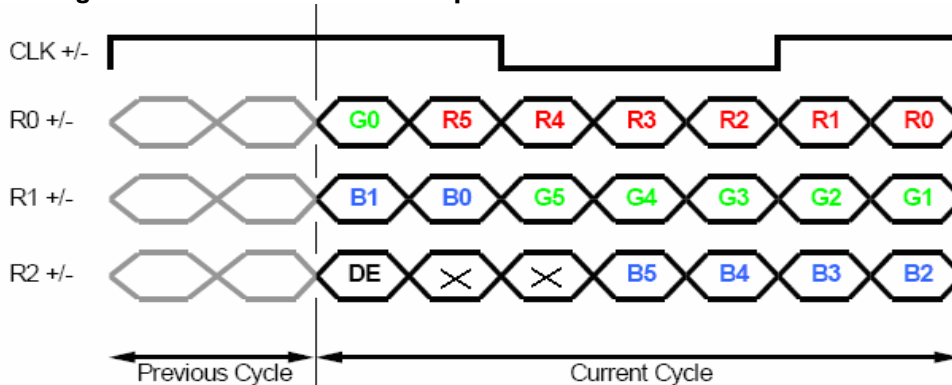 CLK +/-
R0 +/- G0 R5 R4 R3 R2 R1 R0
R1 +/- B1 B0 G5 G4 G3 G2 G1
R2 +/- DE B5 B4 B3 B2
Previous Cycle Current Cycle